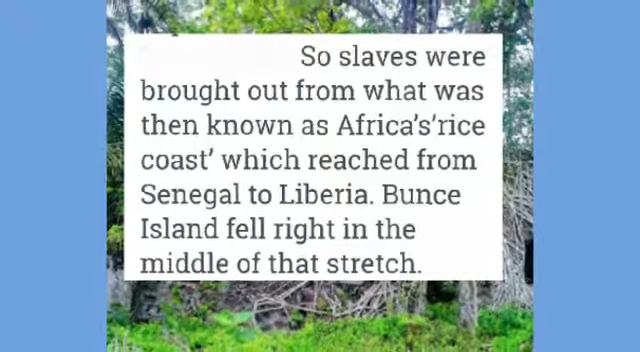 So slaves were
brought out from what was
then known as Africa's'rice
coast' which reached from
Senegal to Liberia. Bunce
Island fell right in the
middle of that stretch.